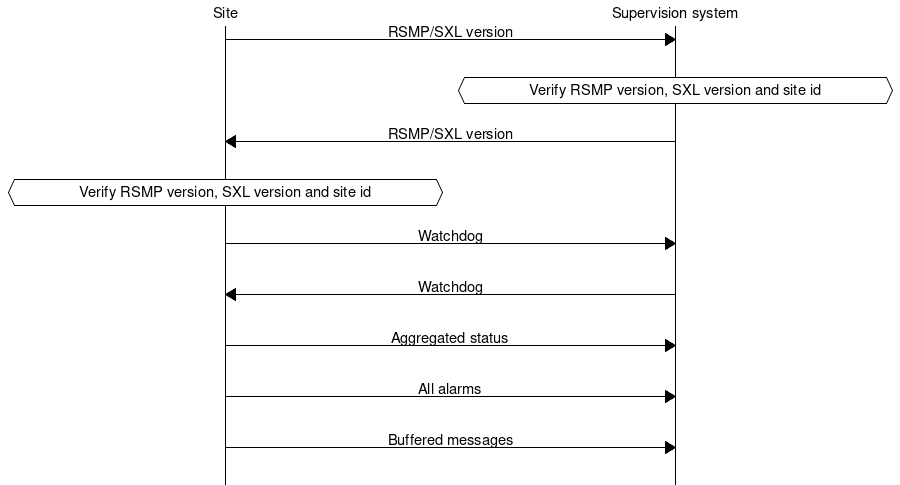 Site
Supervision system
RSMP/SXL version
Verify RSMP version, SXL version and site id
RSMP/SXL version
Verify RSMP version, SXL version and site id
Watchdog
Watchdog
Aggregated status
All alarms
Buffered messages